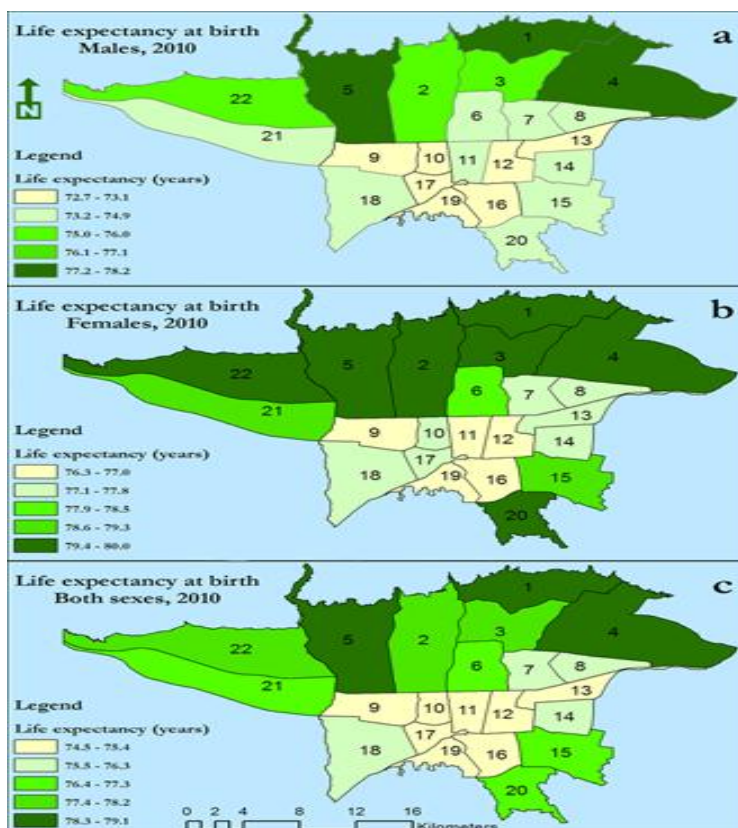 Life expectancy at birth
Males, 2010
a
1
5
2
3
4
22
N
6
7
8
21
13
Legend
9
10
11
12
14
Life expectancy (years)
17
72.7 - 73.1
18
19
16
15
73.2 - 74.9
75.0 - 76.0
20
76.1 - 77.1
77.2 - 78.2
Life expectancy at birth
Females, 2010
b
1
5
2
3
4
22
6
7
8
21
13
Legend
9
10
11
12
14
Life expectancy (years)
17
76.3 - 77.0
18
19
16
15
77.1 - 77.8
77.9 - 78.5
20
78.6 - 79.3
79.4 - 80.0
Life expectancy at birth
Both sexes, 2010
c
1
5
2
3
4
22
6
7
8
21
13
Legend
9
10
11
12
14
Life expectancy (years)
17
74.5 - 75.4
18
19
16
15
75.5 - 76.3
76.4 - 77.3
20
77.4 - 78.2
0 2 4 8 12 16
78.3 - 79.1
Kilometers